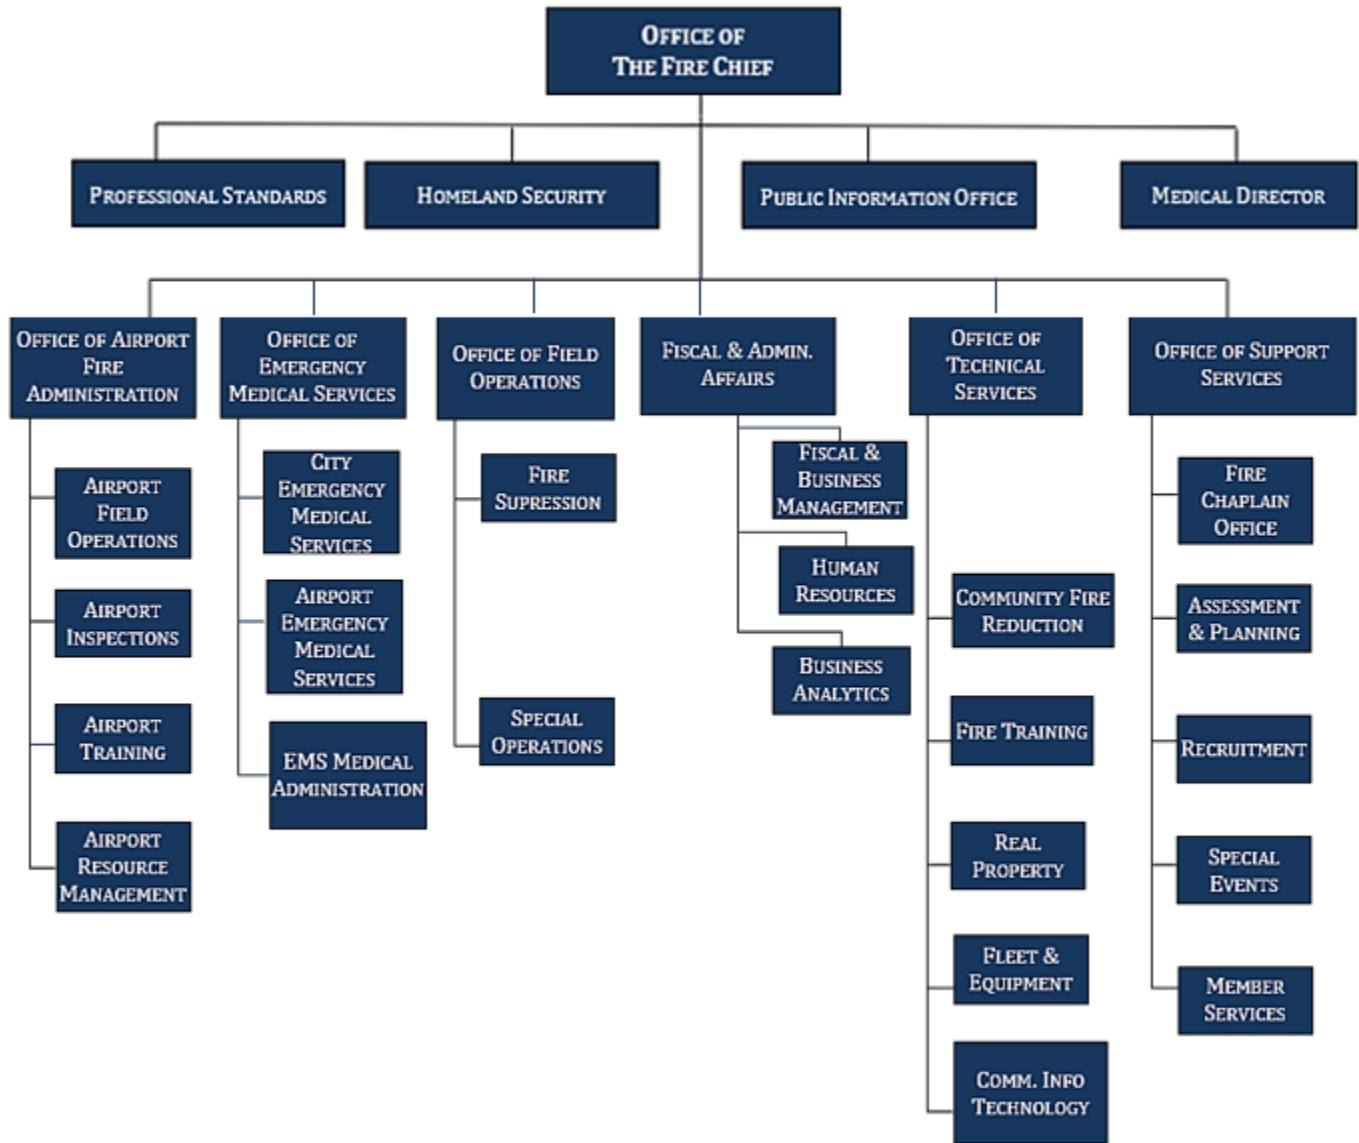 OFFICE OF
THE FIRE CHIEF
PROFESSIONAL STANDARDS
HOMELAND SECURITY
PUBLIC INFORMATION OFFICE
MEDICAL DIRECTOR
OFFICE OF AIRPORT
FIRE
ADMINISTRATION
OFFICE OF
EMERGENCY
MEDICAL SERVICES
OFFICE OF FIELD
OPERATIONS
FISCAL & ADMIN.
AFFAIRS
OFFICE OF
TECHNICAL
SERVICES
OFFICE OF SUPPORT
SERVICES
AIRPORT
FIELD
OPERATIONS
AIRPORT
INSPECTIONS
AIRPORT
TRAINING
AIRPORT
RESOURCE
MANAGEMENT
CITY
EMERGENCY
MEDICAL
SERVICES
AIRPORT
EMERGENCY
MEDICAL
SERVICES
EMS MEDICAL
ADMINISTRATION
FIRE
SUPRESSION
SPECIAL
OPERATIONS
FISCAL &
BUSINESS
MANAGEMENT
HUMAN
RESOURCES
BUSINESS
ANALYTICS
COMMUNITY FIRE
REDUCTION
FIRE TRAINING
REAL
PROPERTY
FLEET &
EQUIPMENT
COMM. INFO
TECHNOLOGY
FIRE
CHAPLAIN
OFFICE
ASSESSMENT
& PLANNING
RECRUITMENT
SPECIAL
EVENTS
MEMBER
SERVICES